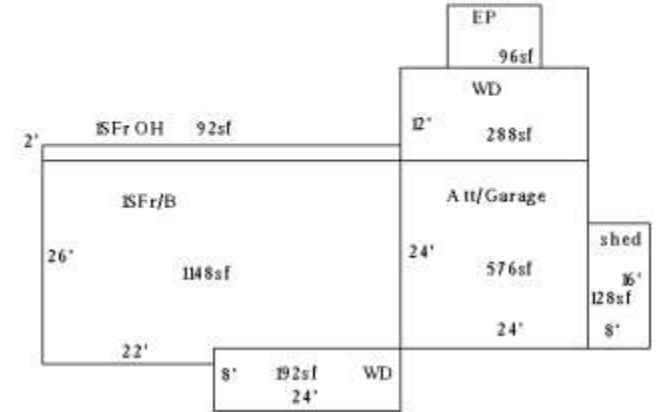 EP
96sf
WD
12'
288sf
1SFr OH 92sf
2'
1SFr/B
26'
1148sf
22'
Att/Garage
24'
576sf
24'
shed
16'
128sf
8'
8' 192sf WD
24'